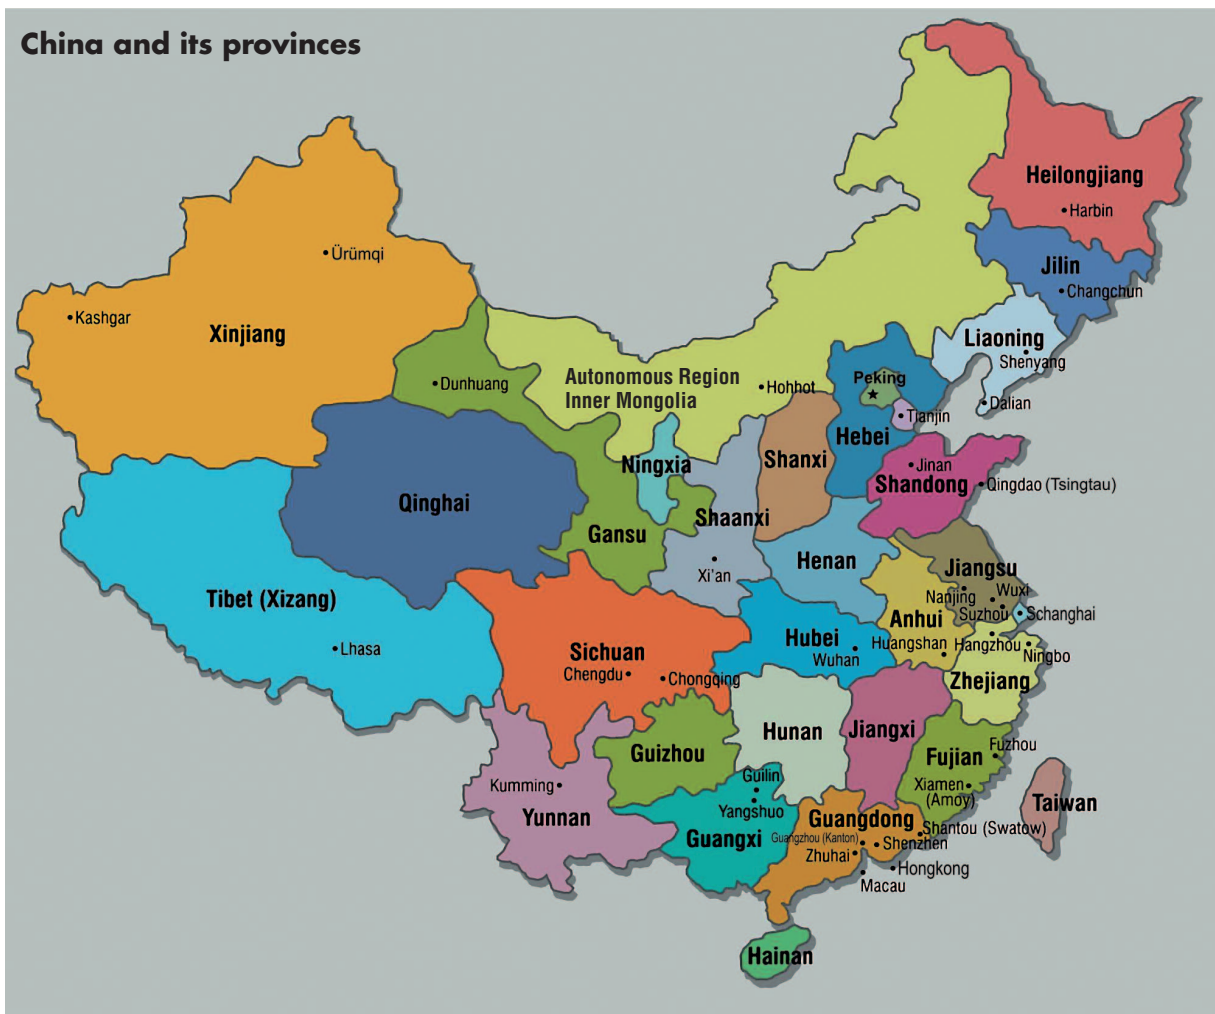 China and its provinces
Heilongjiang
Harbin
Jilin
Changchun
Ürümqi
Kashgar
Xinjiang
Liaoning
Shenyang
Dalian
Dunhuang
Autonomous Region
Inner Mongolia
Hohhot
Peking
Tianjin
Hebei
Shanxi
Ningxia
Jinan
Shandong
Qingdao (Tsingtau)
Qinghai
Gansu
Shaanxi
Xi'an
Henan
Jiangsu
Nanjing
Wuxi
Suzhou
Schanghai
Tibet (Xizang)
Lhasa
Anhui
Huangshan
Hangzhou
Ningbo
Zhejiang
Hubei
Wuhan
Sichuan
Chengdu
Chongqing
Hunan
Jiangxi
Guizhou
Fujian
Fuzhou
Xiamen
(Amoy)
Kumming
Yunnan
Guilin
Yangshuo
Guangxi
Guangdong
Guangzhou (Kanton)
Zhuhai
Shenzhen
Shantou (Swatow)
Hongkong
Macau
Taiwan
Hainan